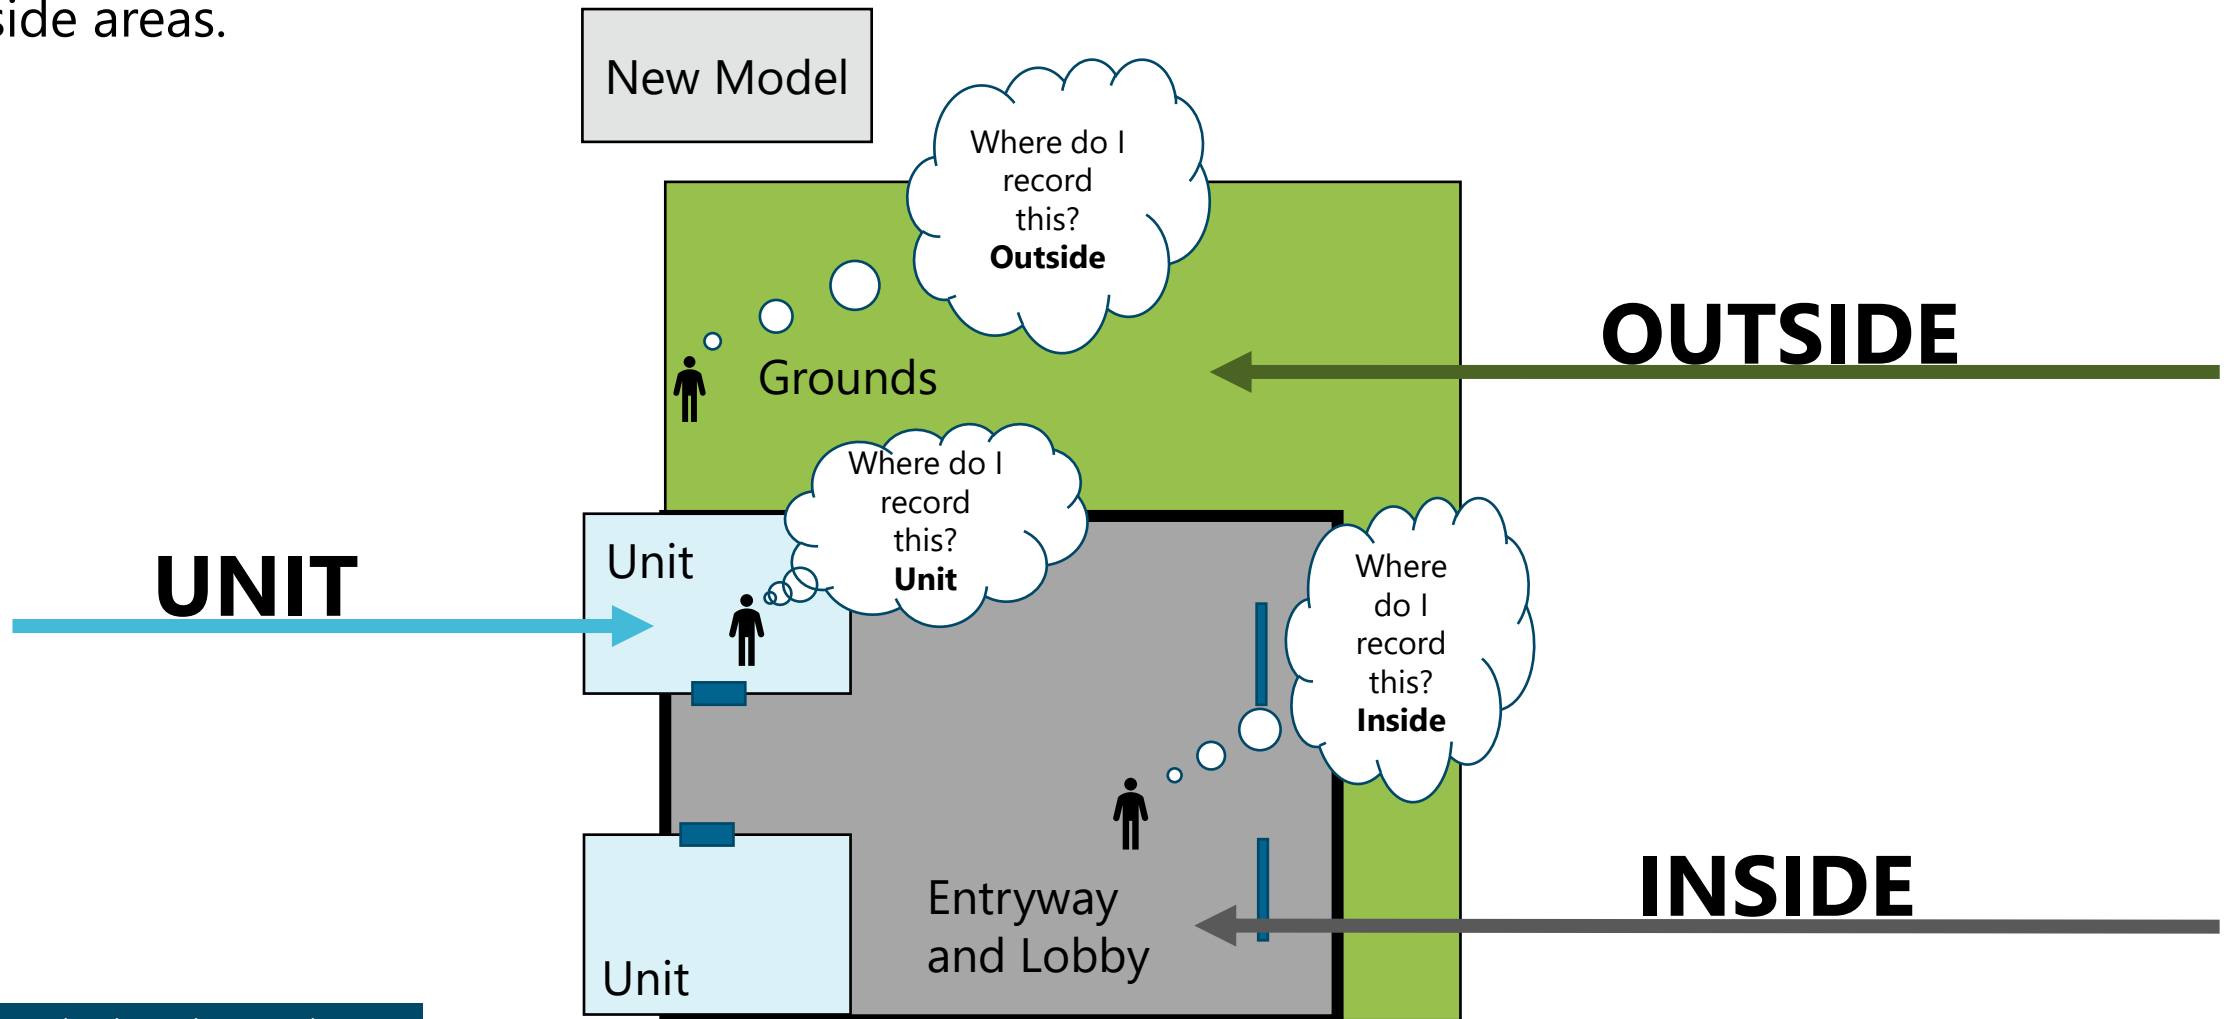 side areas.
New Model
Where do I
record
this?
Outside
OUTSIDE
Grounds
Where do I
record
this?
Unit
Unit
UNIT
Where
do I
record
this?
Inside
INSIDE
Entryway
and Lobby
Unit